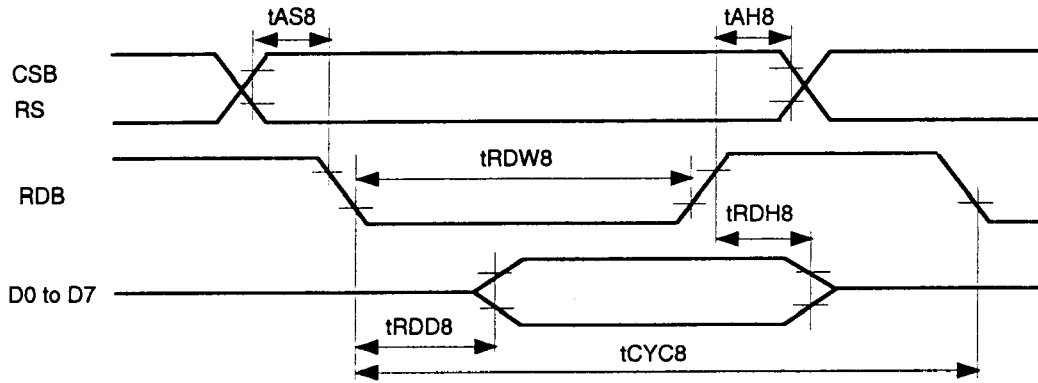 tAS8
tAH8
CSB
RS
tRDW8
RDB
tRDH8
D0 to D7
tRDD8
tCYC8